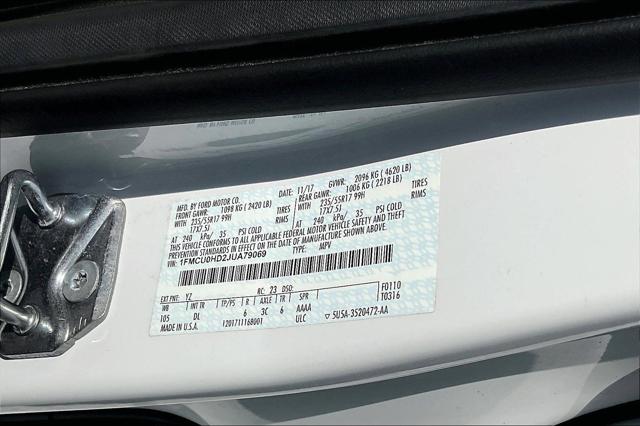 MFD. BY FORD MOTOR CO. 11/17 GVWR: 2096 KG ( 4620 LB)
FRONT GAWR: 1098 KG ( 2420 LB) REAR GAWR: 1006 KG ( 2218 LB)
WITH 235/55R17 99H TIRES WITH 235/55R17 99H TIRES
17X7.5J RIMS 17X7.5J RIMS
AT 240 kPa/ 35 PSI COLD AT 240 kPa/ 35 PSI COLD
THIS VEHICLE CONFORMS TO ALL APPLICABLE FEDERAL MOTOR VEHICLE SAFETY AND THEFT
PREVENTION STANDARDS IN EFFECT ON THE DATE OF MANUFACTURE SHOWN ABOVE.
VIN: 1FMCU0HD2JUA79069 TYPE: MPV
EXT PNT: YZ RC: 23 DSO: F0110
WB INT TR TP/PS R AXLE TR SPR T0316
105 DL 6 3C 6 AAAA
MADE IN U.S.A. 1201711168001 ULC 5U5A-3520472-AA